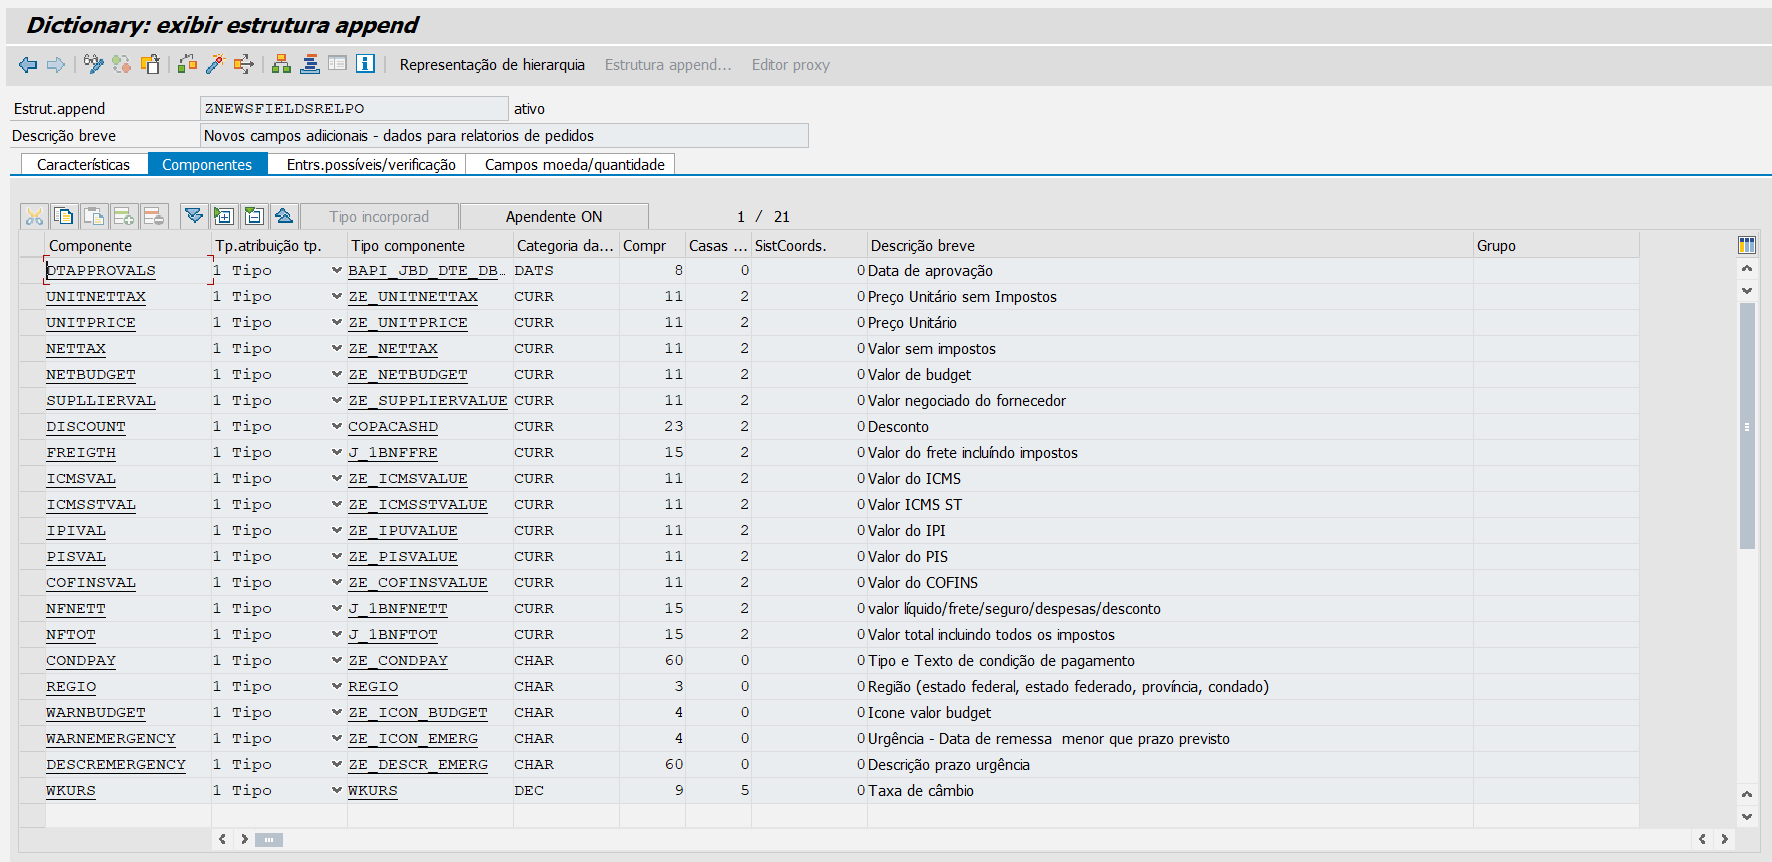 Dictionary: exibir estrutura append
Representação de hierarquia Estrutura append... Editor proxy
Estrut.append ZNEWSFIELDSRELPO ativo
Descrição breve Novos campos adicionais - dados para relatorios de pedidos
Características Componentes Entrs.possíveis/verificação Campos moeda/quantidade
Tipo incorporad Apendente ON 1 / 21
Componente Tp.atribuição tp. Tipo componente Categoria da... Compr Casas ... SistCoords. Descrição breve Grupo
DTAPPROVALS 1 Tipo BAPI_JBD_DTE_DB… DATS 8 0 0 Data de aprovação
UNITNETTAX 1 Tipo ZE_UNITNETTAX CURR 11 2 0 Preço Unitário sem Impostos
UNITPRICE 1 Tipo ZE_UNITPRICE CURR 11 2 0 Preço Unitário
NETTAX 1 Tipo ZE_NETTAX CURR 11 2 0 Valor sem impostos
NETBUDGET 1 Tipo ZE_NETBUDGET CURR 11 2 0 Valor de budget
SUPLLIERVAL 1 Tipo ZE_SUPPLIERVALUE CURR 11 2 0 Valor negociado do fornecedor
DISCOUNT 1 Tipo COPACASHD CURR 23 2 0 Desconto
FREIGTH 1 Tipo J_1BNFFRE CURR 15 2 0 Valor do frete incluíndo impostos
ICMSVAL 1 Tipo ZE_ICMSVALUE CURR 11 2 0 Valor do ICMS
ICMSSTVAL 1 Tipo ZE_ICMSSTVALUE CURR 11 2 0 Valor ICMS ST
IPIVAL 1 Tipo ZE_IPUVALUE CURR 11 2 0 Valor do IPI
PISVAL 1 Tipo ZE_PISVALUE CURR 11 2 0 Valor do PIS
COFINSVAL 1 Tipo ZE_COFINSVALUE CURR 11 2 0 Valor do COFINS
NFNETT 1 Tipo J_1BNFNETT CURR 15 2 0 valor líquido/frete/seguro/despesas/desconto
NFTOT 1 Tipo J_1BNFTOT CURR 15 2 0 Valor total incluindo todos os impostos
CONDPAY 1 Tipo ZE_CONDPAY CHAR 60 0 0 Tipo e Texto de condição de pagamento
REGIO 1 Tipo REGIO CHAR 3 0 0 Região (estado federal, estado federado, província, condado)
WARNBUDGET 1 Tipo ZE_ICON_BUDGET CHAR 4 0 0 Icone valor budget
WARNEMERGENCY 1 Tipo ZE_ICON_EMERG CHAR 4 0 0 Urgência - Data de remessa  menor que prazo previsto
DESCREMERGENCY 1 Tipo ZE_DESCR_EMERG CHAR 60 0 0 Descrição prazo urgência
WKURS 1 Tipo WKURS DEC 9 5 0 Taxa de câmbio